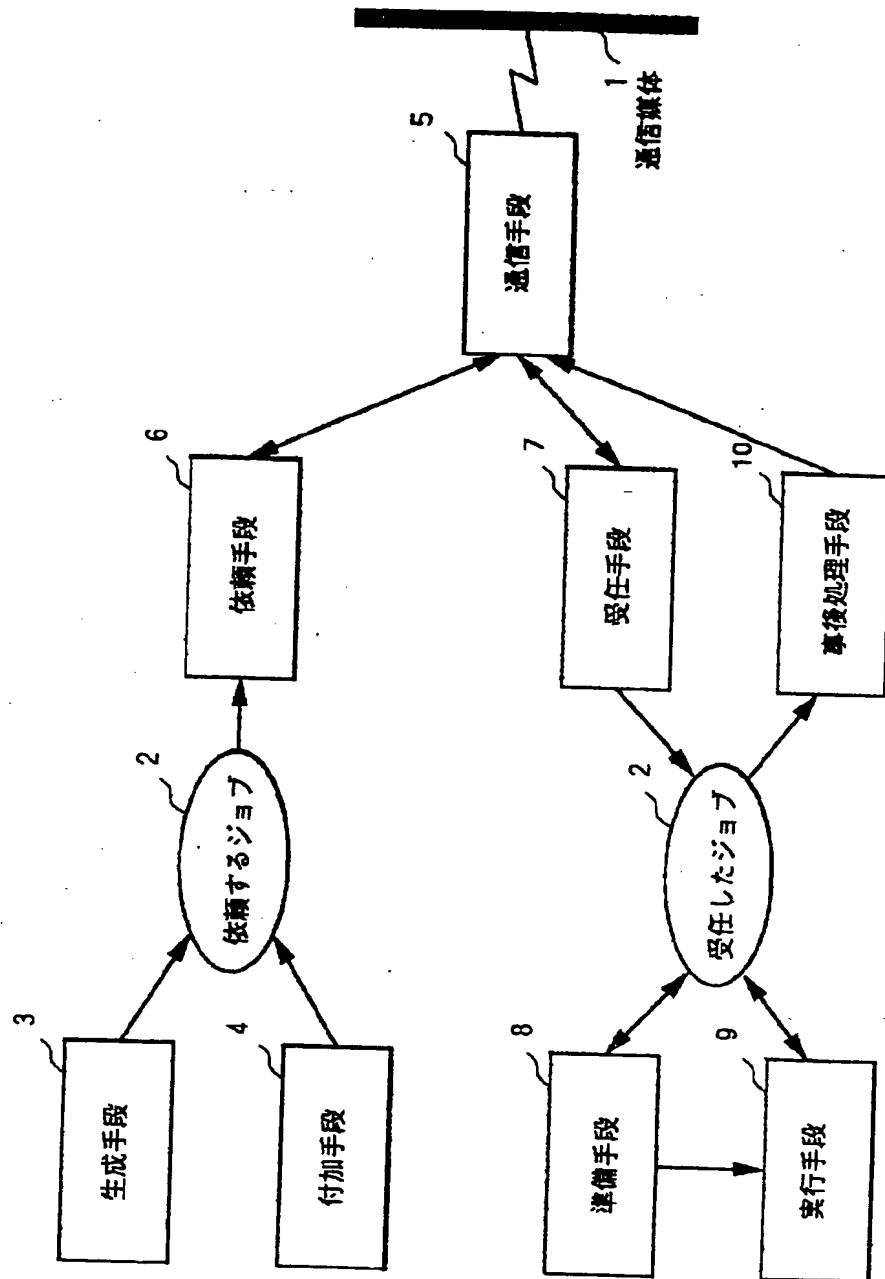 3
生成手段
4
付加手段
2
依頼するジョブ
6
依頼手段
5
通信手段
1
通信媒体
8
準備手段
9
実行手段
2
受任したジョブ
7
受任手段
10
事後処理手段